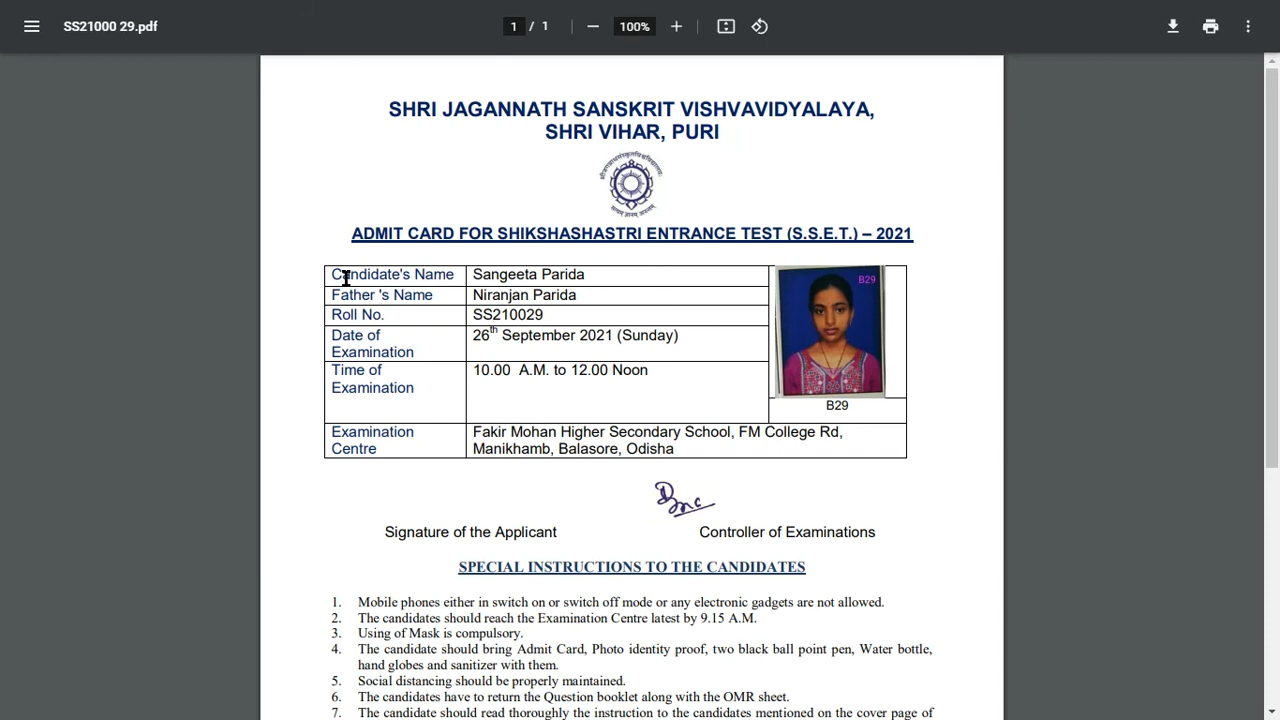 SS21000 29.pdf
1 / 1
100%
SHRI JAGANNATH SANSKRIT VISHVAVIDYALAYA,
SHRI VIHAR, PURI
ADMIT CARD FOR SHIKSHASHASTRI ENTRANCE TEST (S.S.E.T.) – 2021
Candidate's Name Sangeeta Parida
B29
Father 's Name Niranjan Parida
Roll No. SS210029
Date of
Examination 26th September 2021 (Sunday)
Time of
Examination 10.00 A.M. to 12.00 Noon
B29
Examination
Centre Fakir Mohan Higher Secondary School, FM College Rd,
Manikhamb, Balasore, Odisha
Signature of the Applicant Controller of Examinations
SPECIAL INSTRUCTIONS TO THE CANDIDATES
1. Mobile phones either in switch on or switch off mode or any electronic gadgets are not allowed.
2. The candidates should reach the Examination Centre latest by 9.15 A.M.
3. Using of Mask is compulsory.
4. The candidate should bring Admit Card, Photo identity proof, two black ball point pen, Water bottle,
hand globes and sanitizer with them.
5. Social distancing should be properly maintained.
6. The candidates have to return the Question booklet along with the OMR sheet.
7. The candidate should read thoroughly the instruction to the candidates mentioned on the cover page of